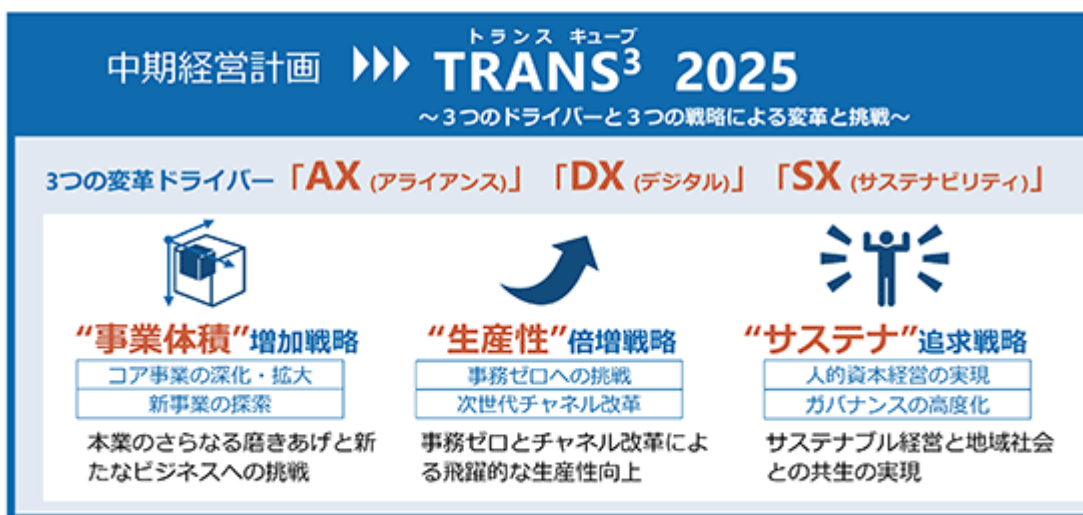 トランス キューブ
中期経営計画 TRANS³ 2025
～3つのドライバーと3つの戦略による変革と挑戦～
3つの変革ドライバー「AX (アライアンス)」「DX (デジタル)」「SX (サステナビリティ)」
“事業体積”増加戦略
コア事業の深化・拡大
新事業の探索
本業のさらなる磨きあげと新
たなビジネスへの挑戦
“生産性”倍増戦略
事務ゼロへの挑戦
次世代チャネル改革
事務ゼロとチャネル改革によ
る飛躍的な生産性向上
“サステナ”追求戦略
人的資本経営の実現
ガバナンスの高度化
サステナブル経営と地域社会
との共生の実現